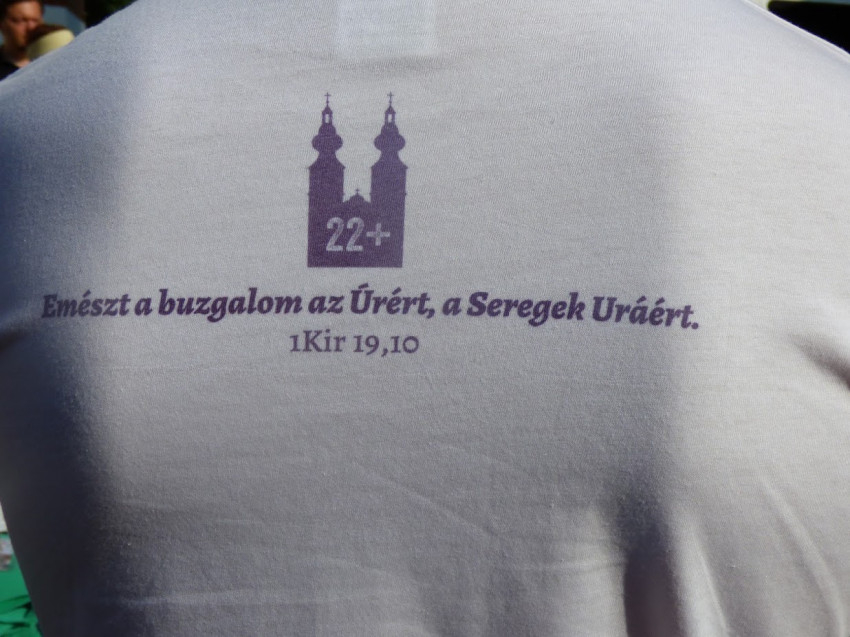 22+
Emészt a buzgalom az Úrért, a Seregek Uráért.
1Kir 19,10